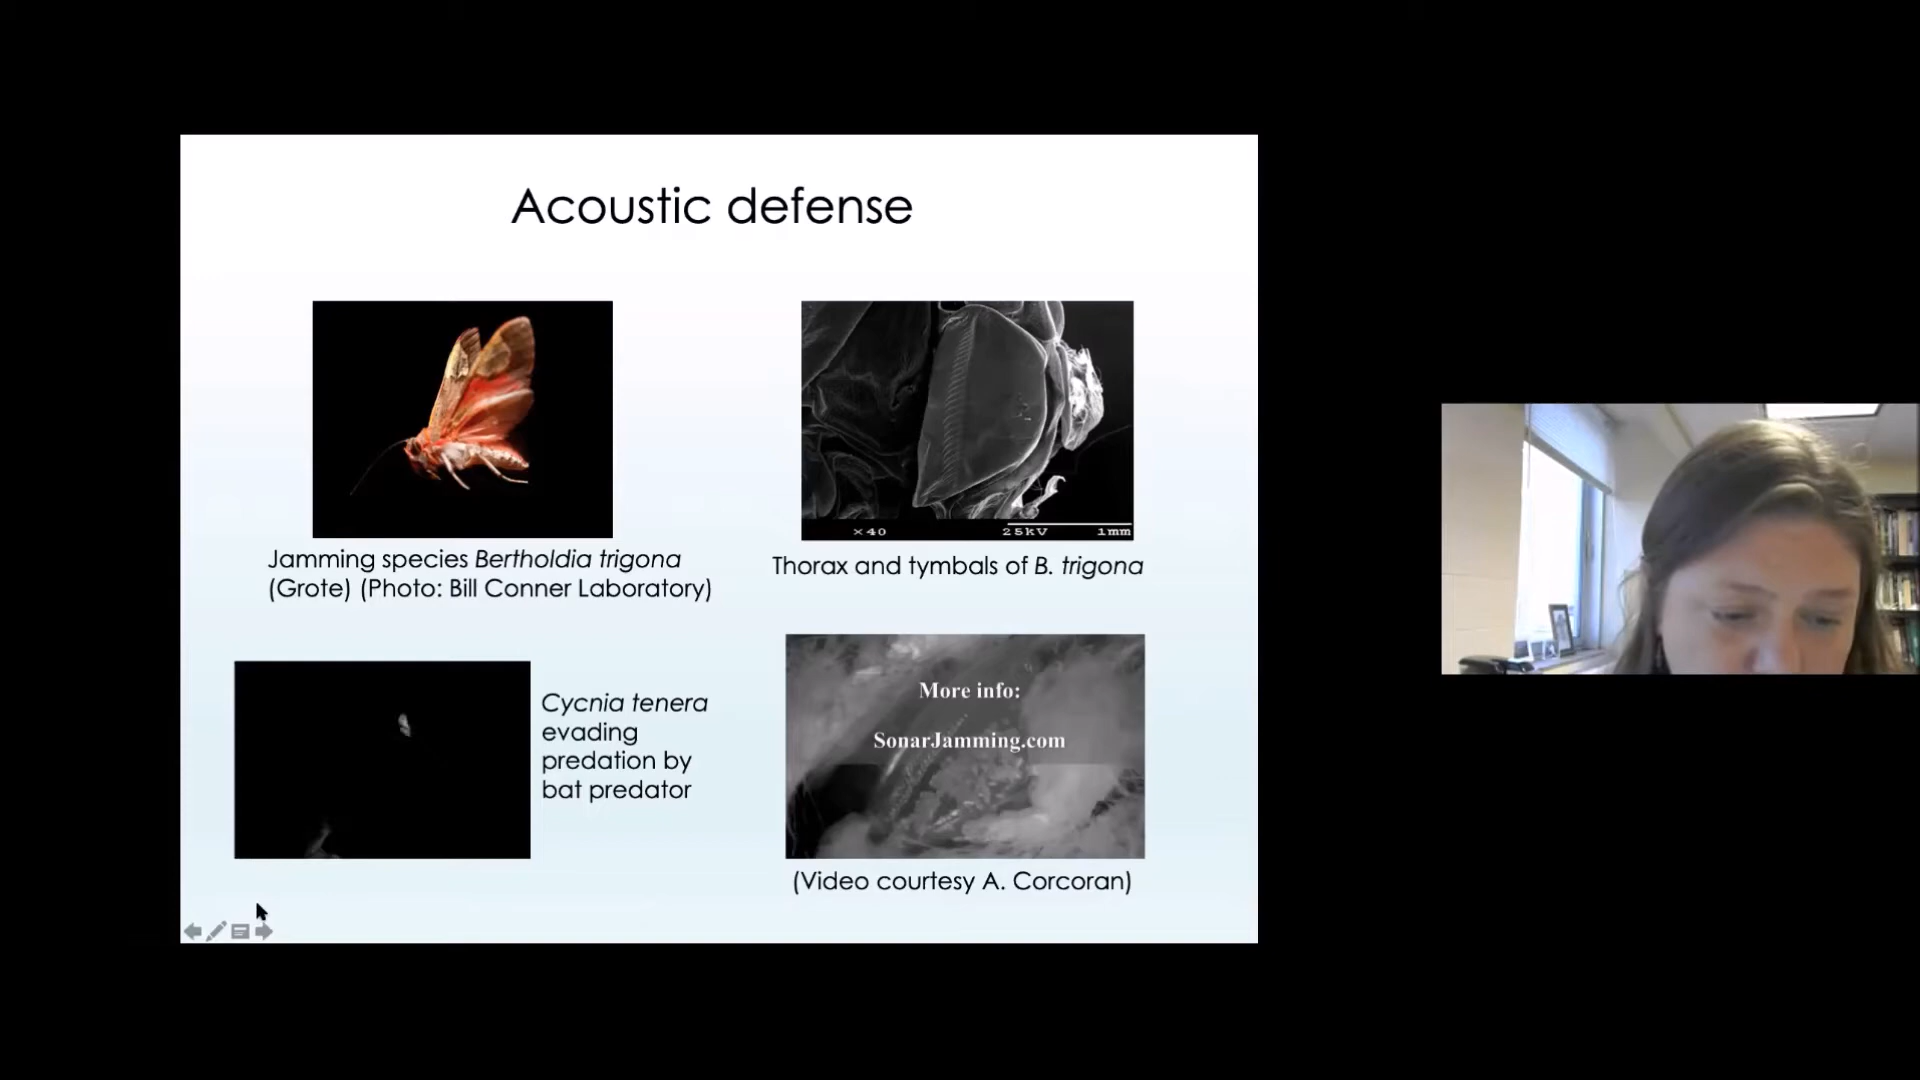 Acoustic defense
×40 25kV 1mm
Jamming species Bertholdia trigona
(Grote) (Photo: Bill Conner Laboratory)
Thorax and tymbals of B. trigona
Cycnia tenera
evading
predation by
bat predator
More info:
SonarJamming.com
(Video courtesy A. Corcoran)